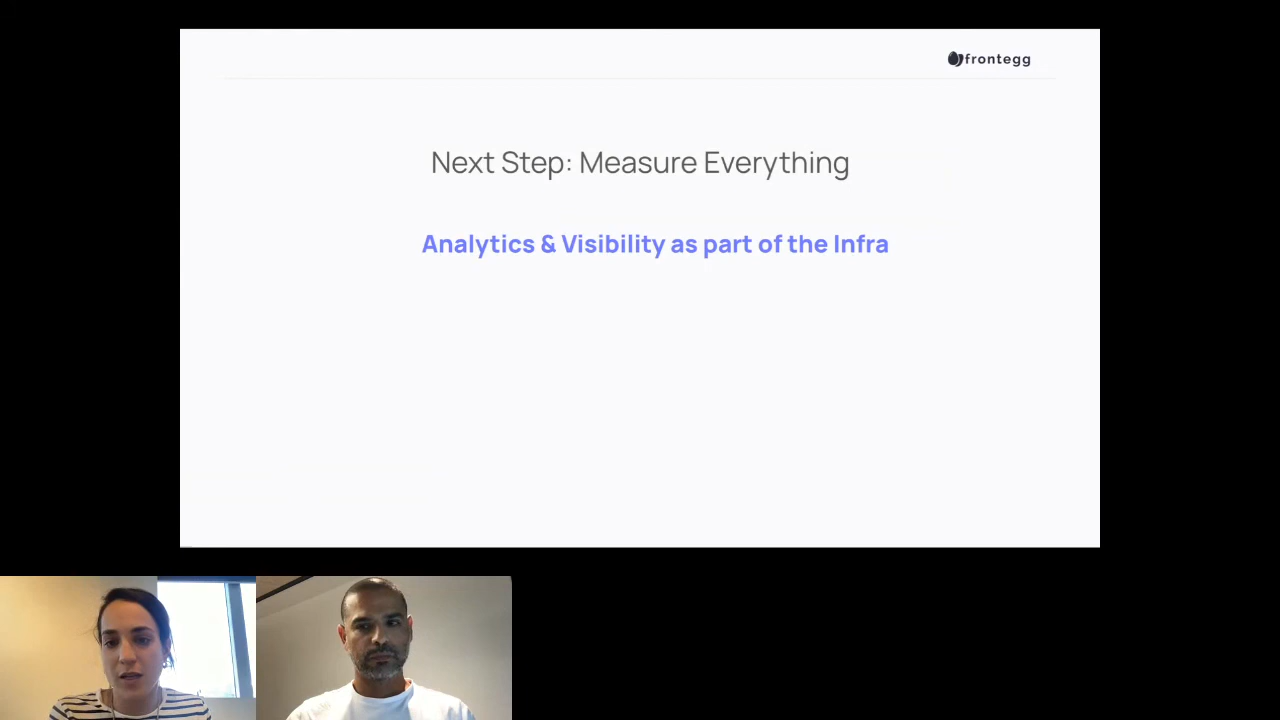 frontegg
Next Step: Measure Everything
Analytics & Visibility as part of the Infra